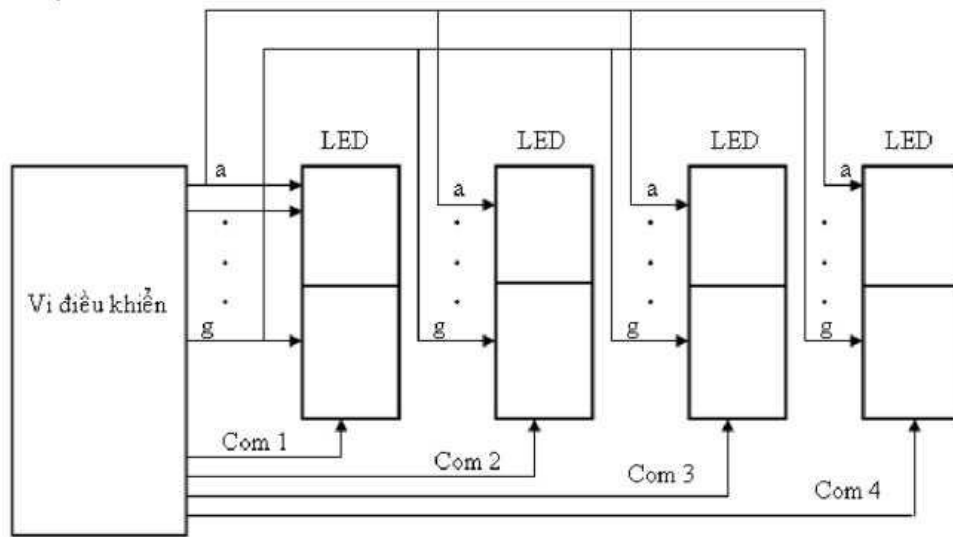 LED LED LED LED
a a a a
Vi điều khiển
g g g g
Com 1
Com 2
Com 3
Com 4